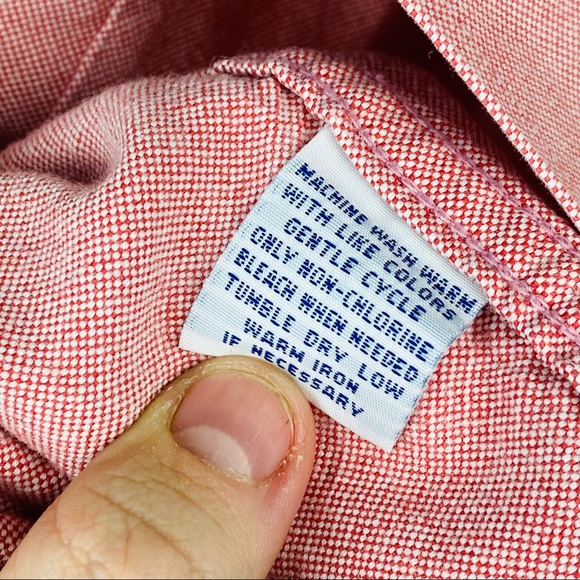 MACHINE WASH WARM
WITH LIKE COLORS
GENTLE CYCLE
ONLY NON-CHLORINE
BLEACH WHEN NEEDED
TUMBLE DRY LOW
WARM IRON
IF NECESSARY